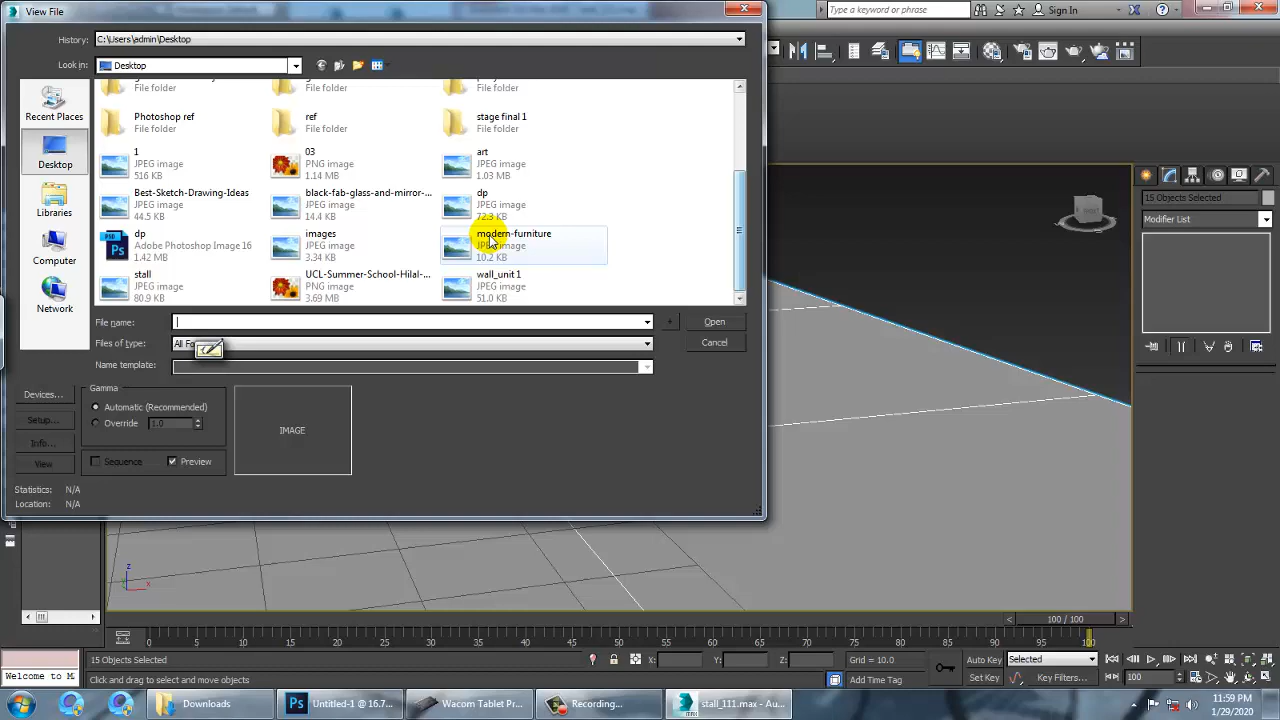 View File
Type a keyword or phrase
Sign In
History:
C:\Users\admin\Desktop
Look in:
Desktop
Recent Places
Desktop
Libraries
Computer
Network
File folder
File folder
File folder
Photoshop ref
File folder
ref
File folder
stage final 1
File folder
1
JPEG image
516 KB
03
PNG image
1.14 MB
art
JPEG image
1.03 MB
Best-Sketch-Drawing-Ideas
JPEG image
44.5 KB
black-fab-glass-and-mirror-...
JPEG image
14.4 KB
dp
JPEG image
72.3 KB
dp
Adobe Photoshop Image 16
1.42 MB
images
JPEG image
3.34 KB
modern-furniture
JPEG image
10.2 KB
stall
JPEG image
80.9 KB
UCL-Summer-School-Hilal-...
PNG image
3.69 MB
wall_unit 1
JPEG image
51.0 KB
File name:
Open
Files of type:
All Fo
Cancel
Name template:
Devices...
Setup...
Info...
View
Gamma
Automatic (Recommended)
Override
1.0
Sequence
Preview
IMAGE
Statistics: N/A
Location: N/A
15 Objects Selected
Modifier List
FRONT
z
x
100 / 100
0 5 10 15 20 25 30 35 40 45 50 55 60 65 70 75 80 85 90 95 100
15 Objects Selected
X:
Y:
Z:
Grid = 10.0
Auto Key
Selected
Welcome to M
Click and drag to select and move objects
Add Time Tag
Set Key
Key Filters...
100
Downloads
Untitled-1 @ 16.7...
Wacom Tablet Pr...
Recording...
stall_111.max - Au...
11:59 PM
1/29/2020